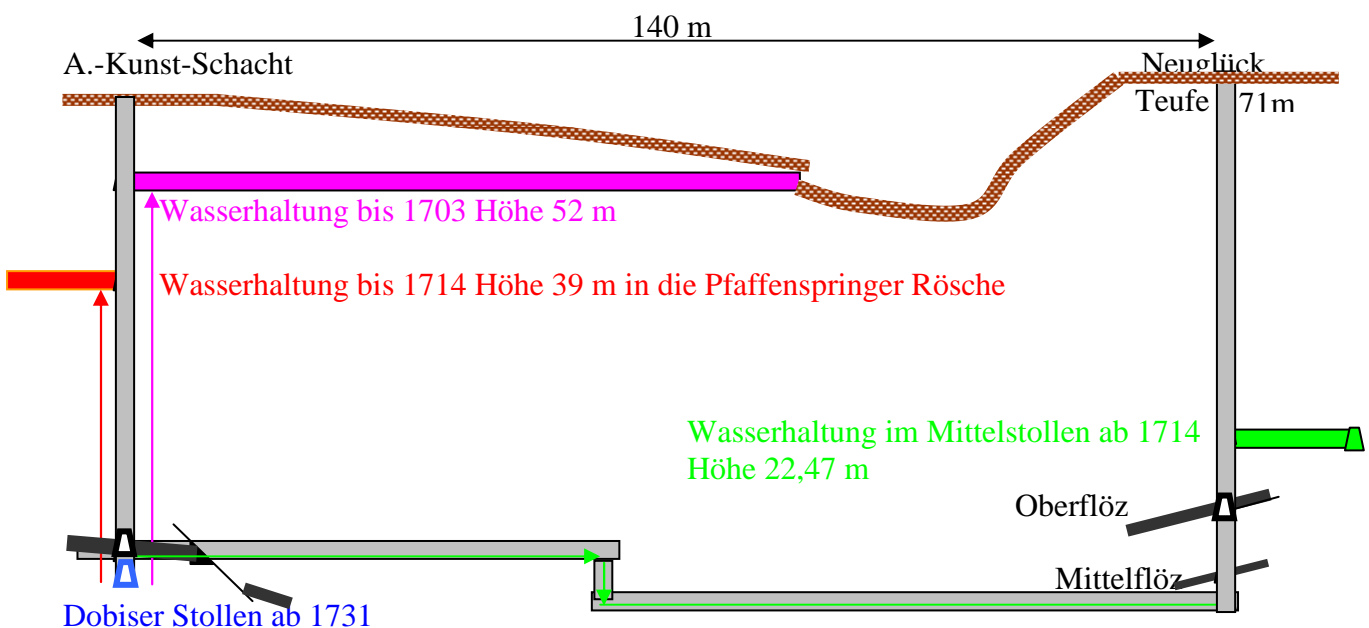 140 m
A.-Kunst-Schacht
Neuglück
Teufe 71m
Wasserhaltung bis 1703 Höhe 52 m
Wasserhaltung bis 1714 Höhe 39 m in die Pfaffenspringer Rösche
Wasserhaltung im Mittelstollen ab 1714
Höhe 22,47 m
Oberflöz
Mittelflöz
Dobiser Stollen ab 1731